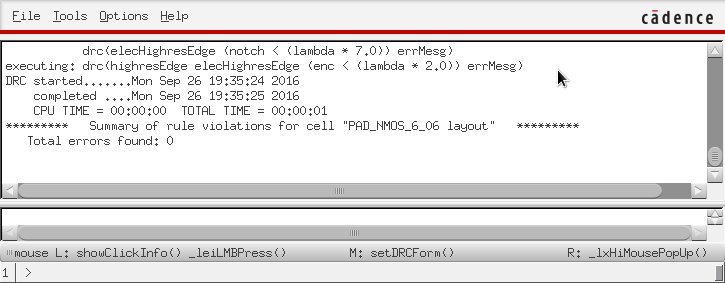 File Tools Options Help
cādence
drc(elecHighresEdge (notch < (lambda * 7.0)) errMesg)
executing: drc(highresEdge elecHighresEdge (enc < (lambda * 2.0)) errMesg)
DRC started.......Mon Sep 26 19:35:24 2016
completed ....Mon Sep 26 19:35:25 2016
CPU TIME = 00:00:00 TOTAL TIME = 00:00:01
********* Summary of rule violations for cell "PAD_NMOS_6_06 layout" *********
Total errors found: 0
mouse L: showClickInfo() _leiLMBPress() M: setDRCForm() R: _lxHiMousePopUp()
1 >